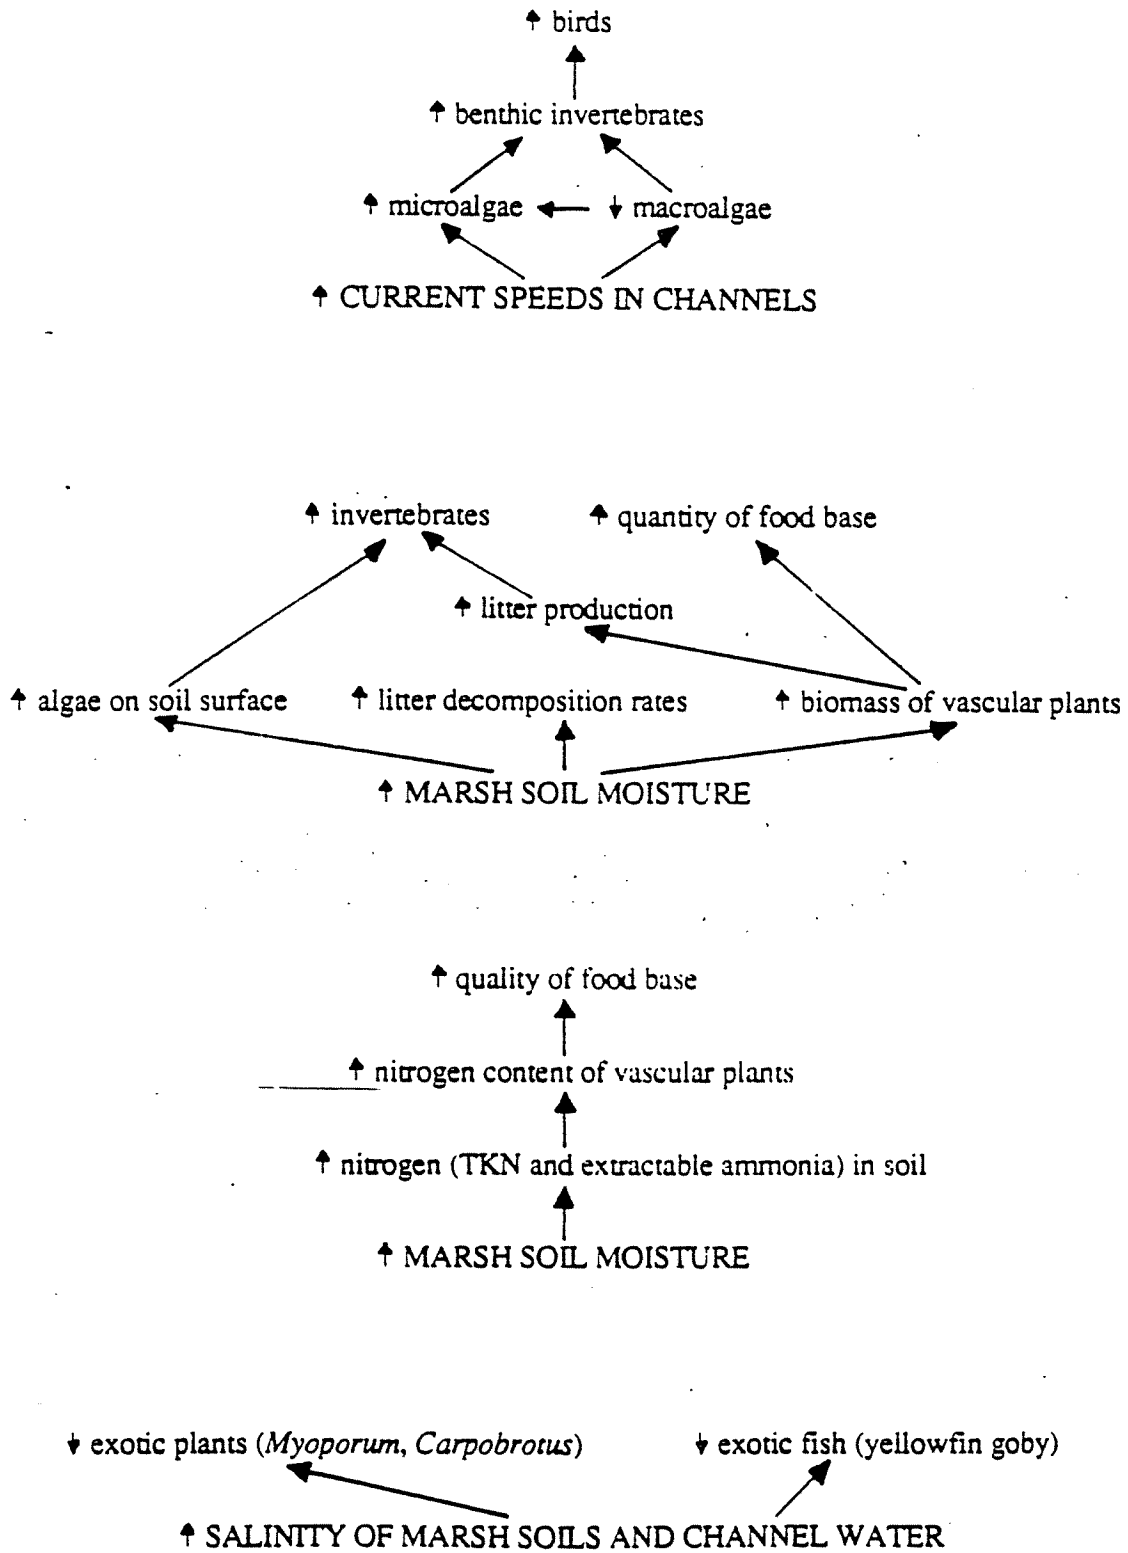 ↑ birds
↑ benthic invertebrates
↑ microalgae ↓ macroalgae
↑ CURRENT SPEEDS IN CHANNELS
↑ invertebrates ↑ quantity of food base
↑ litter production
↑ algae on soil surface ↑ litter decomposition rates ↑ biomass of vascular plants
↑ MARSH SOIL MOISTURE
↑ quality of food base
↑ nitrogen content of vascular plants
↑ nitrogen (TKN and extractable ammonia) in soil
↑ MARSH SOIL MOISTURE
↓ exotic plants (Myoporum, Carpobrotus) ↓ exotic fish (yellowfin goby)
↑ SALINITY OF MARSH SOILS AND CHANNEL WATER